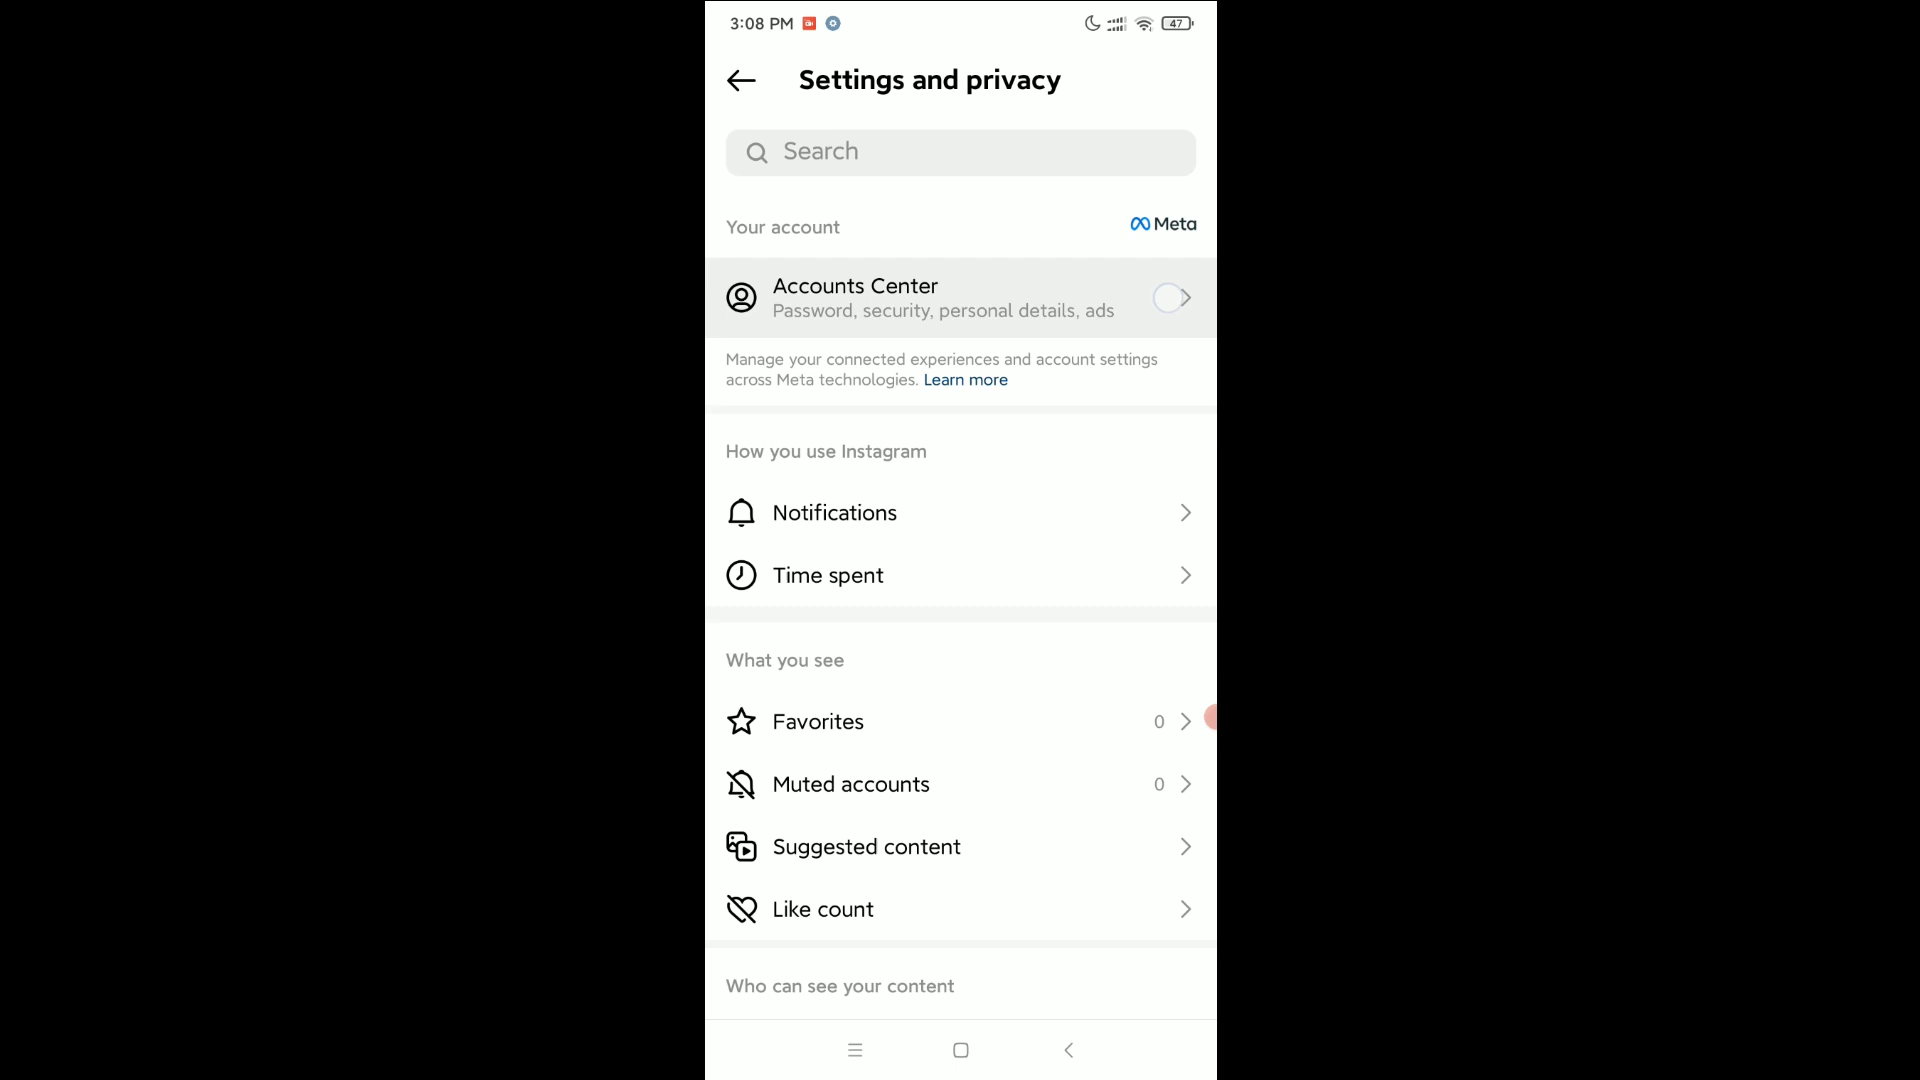 3:08 PM
47
Settings and privacy
Search
Your account
Meta
Accounts Center
Password, security, personal details, ads
Manage your connected experiences and account settings
across Meta technologies. Learn more
How you use Instagram
Notifications
Time spent
What you see
Favorites 0
Muted accounts 0
Suggested content
Like count
Who can see your content